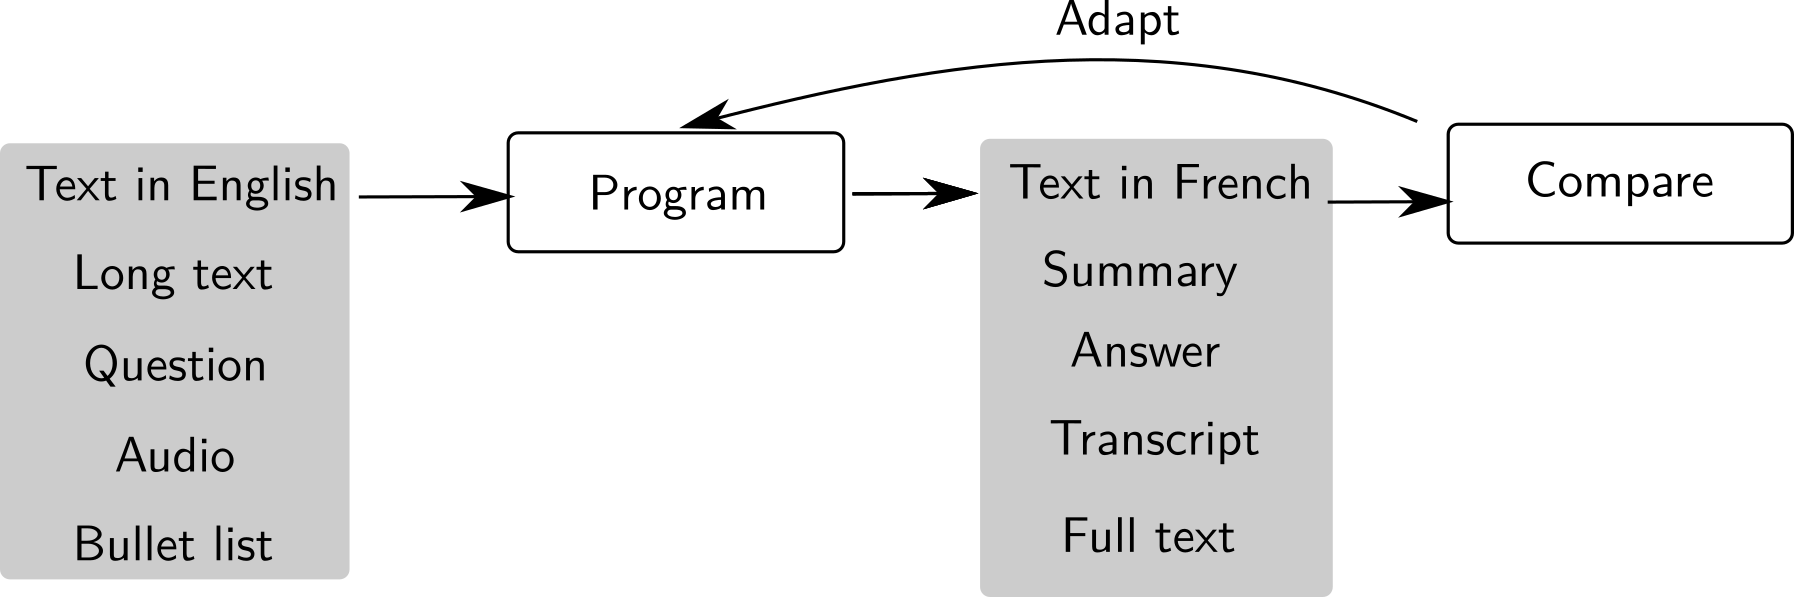 Adapt
Text in English
Long text
Question
Audio
Bullet list
Program
Text in French
Summary
Answer
Transcript
Full text
Compare